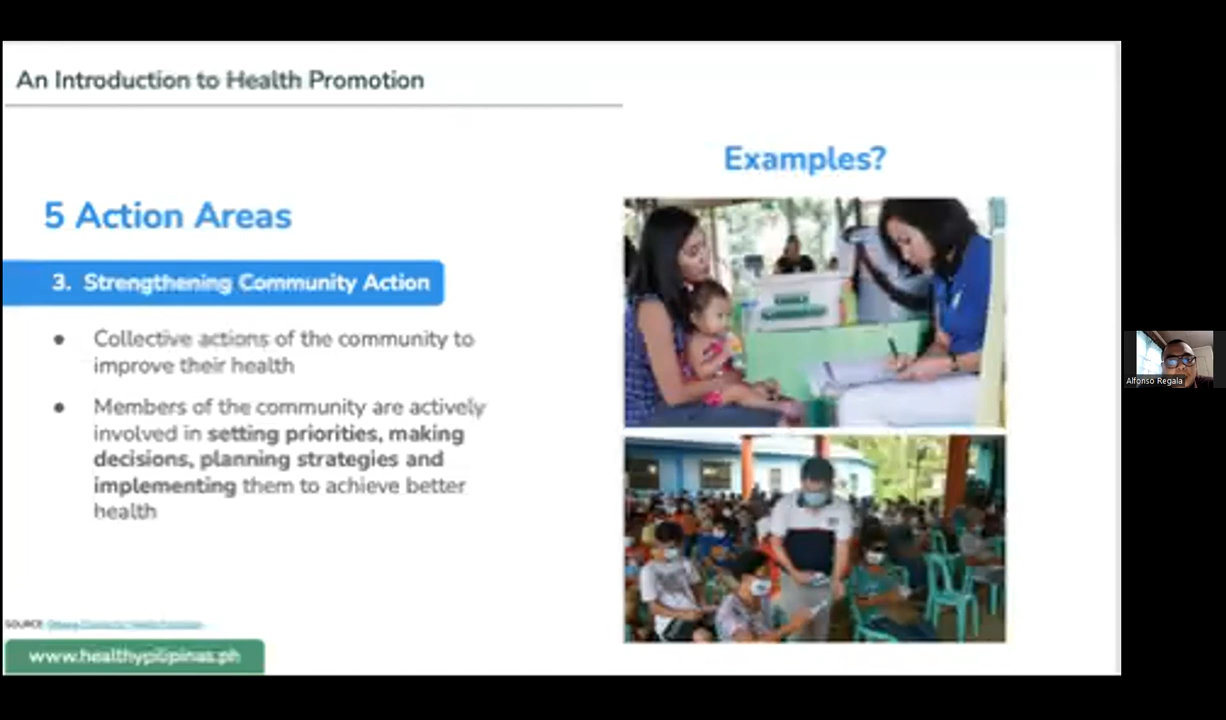 An Introduction to Health Promotion
Examples?
5 Action Areas
3. Strengthening Community Action
● Collective actions of the community to
improve their health
● Members of the community are actively
involved in setting priorities, making
decisions, planning strategies and
implementing them to achieve better
health
SOURCE:
www.healthypilipinas.ph
Alfonso Regala